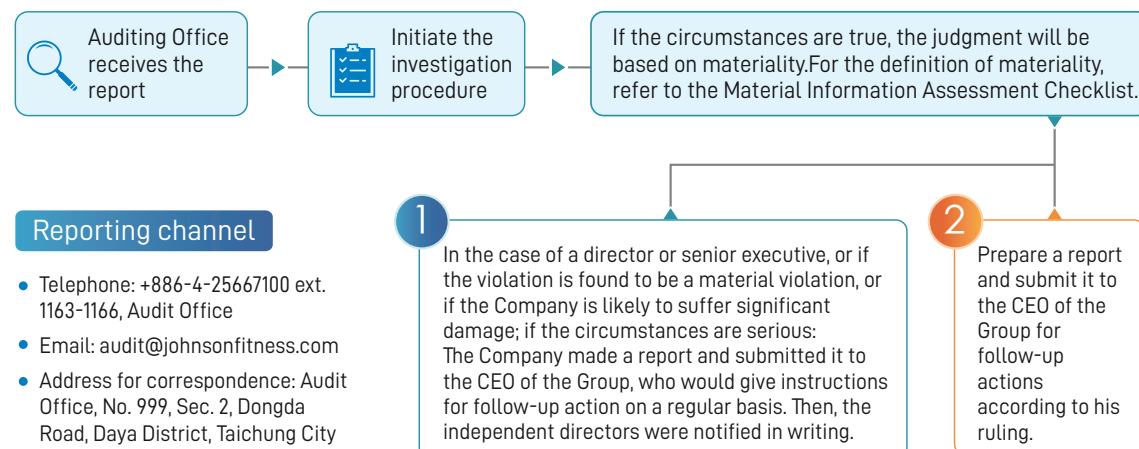 Auditing Office
receives the
report
Initiate the
investigation
procedure
If the circumstances are true, the judgment will be
based on materiality.For the definition of materiality,
refer to the Material Information Assessment Checklist.
Reporting channel
• Telephone: +886-4-25667100 ext.
1163-1166, Audit Office
• Email: audit@johnsonfitness.com
• Address for correspondence: Audit
Office, No. 999, Sec. 2, Dongda
Road, Daya District, Taichung City
1
In the case of a director or senior executive, or if
the violation is found to be a material violation, or
if the Company is likely to suffer significant
damage; if the circumstances are serious:
The Company made a report and submitted it to
the CEO of the Group, who would give instructions
for follow-up action on a regular basis. Then, the
independent directors were notified in writing.
2
Prepare a report
and submit it to
the CEO of the
Group for
follow-up
actions
according to his
ruling.